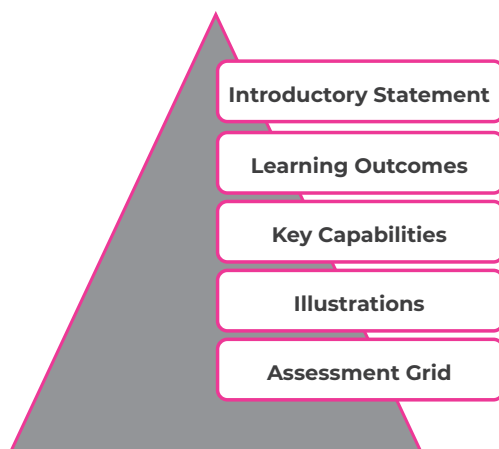 Introductory Statement
Learning Outcomes
Key Capabilities
Illustrations
Assessment Grid